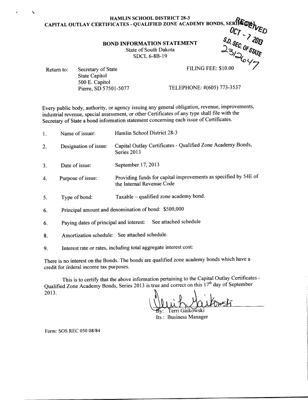 HAMLIN SCHOOL DISTRICT 28-3
CAPITAL OUTLAY CERTIFICATES - QUALIFIED ZONE ACADEMY BONDS, SERIES
RECEIVED
OCT - 7 2013
S.D. SEC. OF STATE
2312647
BOND INFORMATION STATEMENT
State of South Dakota
SDCL 6-8B-19
Return to: Secretary of State FILING FEE: $10.00
State Capitol
500 E. Capitol
Pierre, SD 57501-5077 TELEPHONE: #(605) 773-3537
Every public body, authority, or agency issuing any general obligation, revenue, improvements,
industrial revenue, special assessment, or other Certificates of any type shall file with the
Secretary of State a bond information statement concerning each issue of Certificates.
1. Name of issuer: Hamlin School District 28-3
2. Designation of issue: Capital Outlay Certificates - Qualified Zone Academy Bonds,
Series 2013
3. Date of issue: September 17, 2013
4. Purpose of issue: Providing funds for capital improvements as specified by 54E of
the Internal Revenue Code
5. Type of bond: Taxable – qualified zone academy bond.
6. Principal amount and denomination of bond: $500,000
6. Paying dates of principal and interest: See attached schedule
8. Amortization schedule: See attached schedule.
9. Interest rate or rates, including total aggregate interest cost:
There is no interest on the Bonds. The bonds are qualified zone academy bonds which have a
credit for federal income tax purposes.
This is to certify that the above information pertaining to the Capital Outlay Certificates -
Qualified Zone Academy Bonds, Series 2013 is true and correct on this 17th day of September
2013.
By: Terri Gaikowski
Its : Business Manager
Form: SOS REC 050 08/84